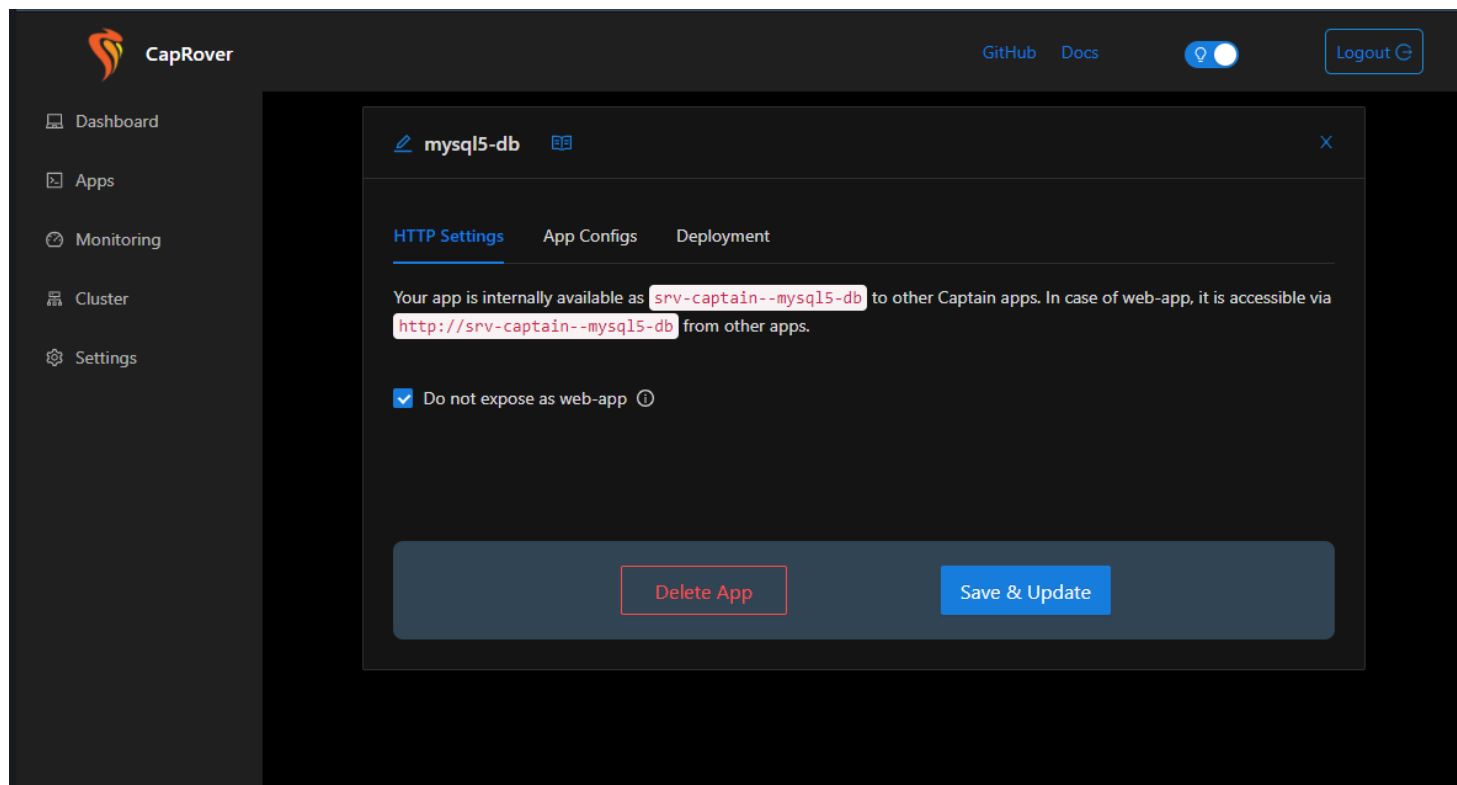 CapRover
GitHub Docs
Logout
Dashboard
Apps
Monitoring
Cluster
Settings
mysql5-db
HTTP Settings App Configs Deployment
Your app is internally available as srv-captain--mysql5-db to other Captain apps. In case of web-app, it is accessible via
http://srv-captain--mysql5-db from other apps.
Do not expose as web-app
Delete App Save & Update